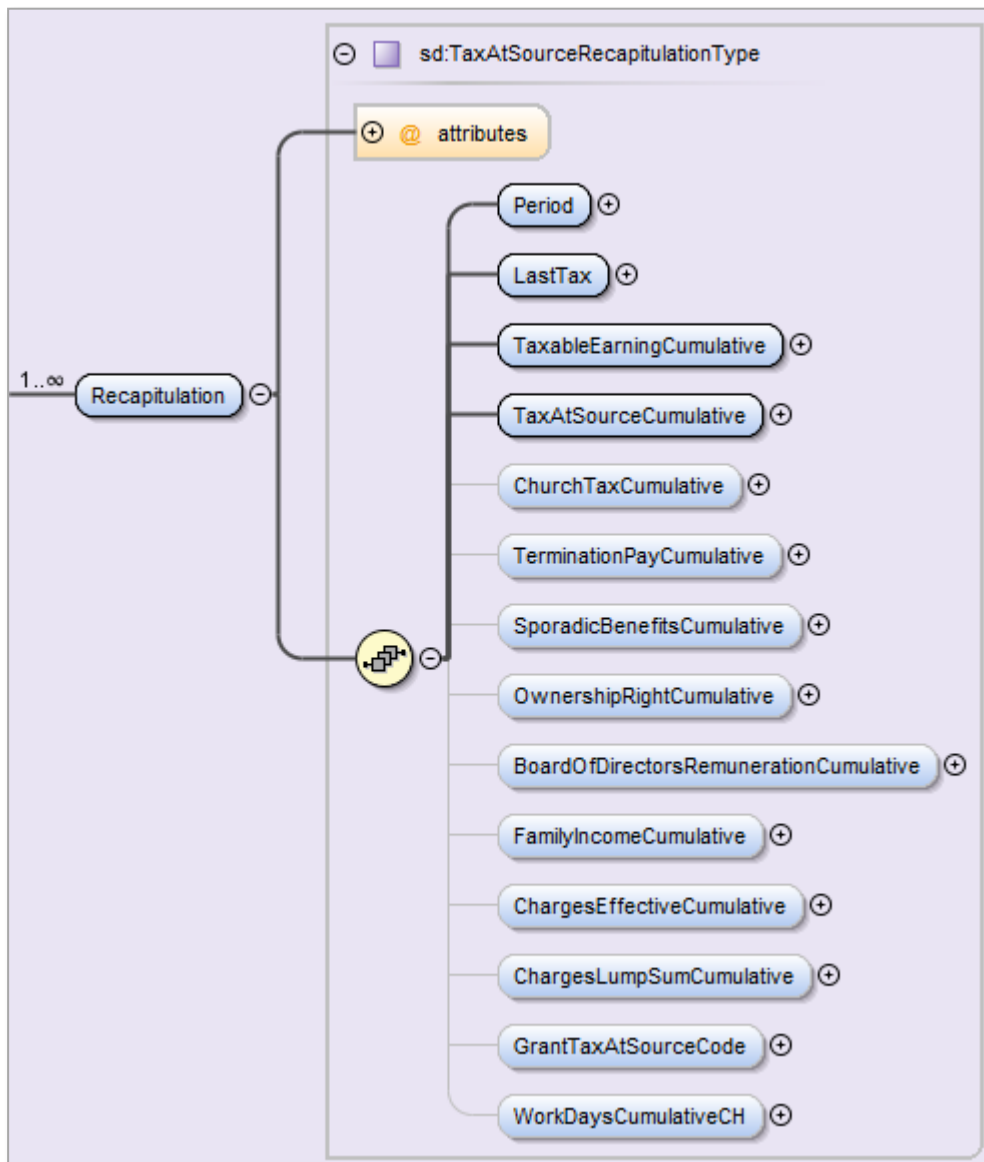 sd:TaxAtSourceRecapitulationType
@ attributes
Period
LastTax
TaxableEarningCumulative
1..∞
Recapitulation
TaxAtSourceCumulative
ChurchTaxCumulative
TerminationPayCumulative
SporadicBenefitsCumulative
OwnershipRightCumulative
BoardOfDirectorsRemunerationCumulative
FamilyIncomeCumulative
ChargesEffectiveCumulative
ChargesLumpSumCumulative
GrantTaxAtSourceCode
WorkDaysCumulativeCH